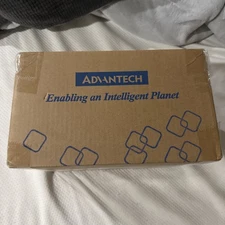 ADVANTECH
Enabling an Intelligent Planet